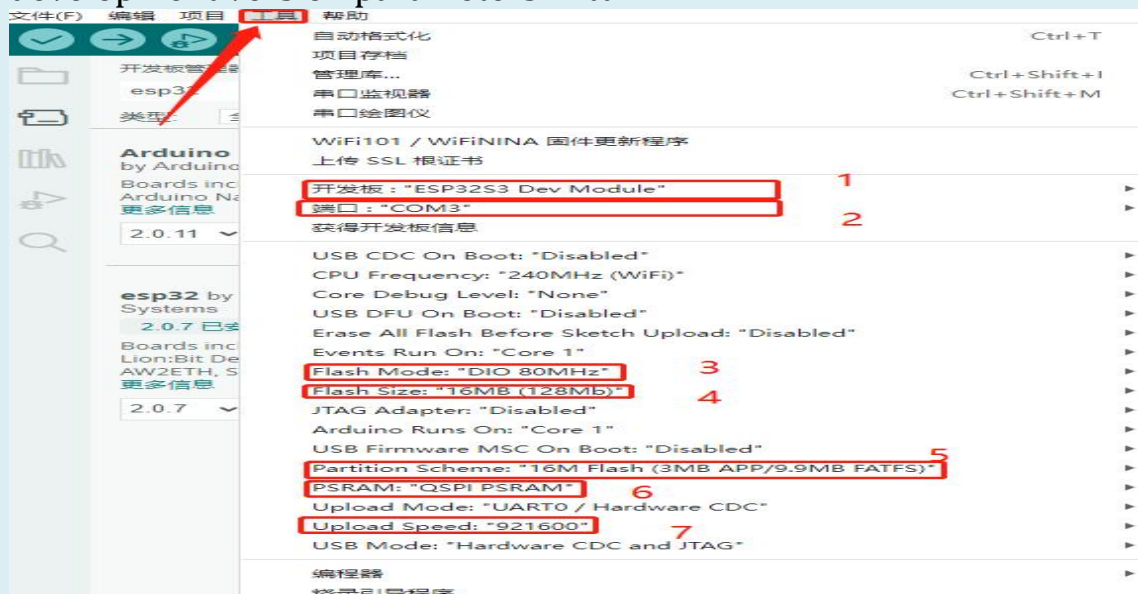 文件(F) 编辑 项目 工具 帮助
自动格式化 Ctrl+T
项目存档
管理库... Ctrl+Shift+I
串口监视器 Ctrl+Shift+M
串口绘图仪
WiFi101 / WiFiNINA 固件更新程序
上传 SSL 根证书
开发板 : "ESP32S3 Dev Module" 1
端口 : "COM3" 2
获得开发板信息
USB CDC On Boot: "Disabled"
CPU Frequency: "240MHz (WiFi)"
Core Debug Level: "None"
USB DFU On Boot: "Disabled"
Erase All Flash Before Sketch Upload: "Disabled"
Events Run On: "Core 1"
Flash Mode: "DIO 80MHz" 3
Flash Size: "16MB (128Mb)" 4
JTAG Adapter: "Disabled"
Arduino Runs On: "Core 1"
USB Firmware MSC On Boot: "Disabled"
Partition Scheme: "16M Flash (3MB APP/9.9MB FATFS)" 5
PSRAM: "QSPI PSRAM" 6
Upload Mode: "UART0 / Hardware CDC"
Upload Speed: "921600" 7
USB Mode: "Hardware CDC and JTAG"
编程器
烧录引导程序
开发板管理器
esp32
类型:
Arduino
by Arduino
Boards inc
Arduino Na
更多信息
2.0.11
esp32 by
Systems
2.0.7 已安
Boards inc
Lion:Bit De
AW2ETH, S
更多信息
2.0.7